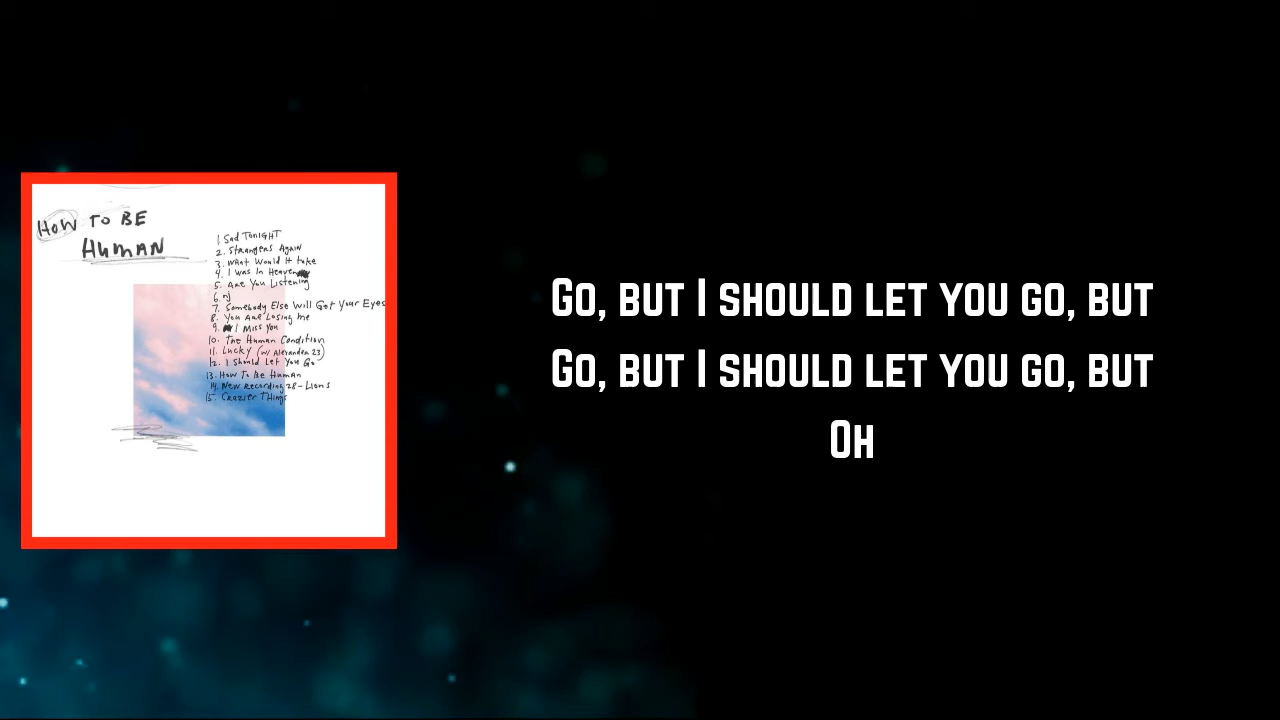 HOW TO BE
HUMAN
1. Sad TONIGHT
2. Strangers Again
3. What Would It take
4. I was In Heaven
5. Are You Listening
6. nj
7. Somebody Else Will Get Your Eyes
8. You Are Losing Me
9. I Miss You
10. The Human Condition
11. Lucky (w/ Alexander 23)
12. I Should Let You Go
13. How To Be Human
14. New Recording 28 - Lions
15. Crazier Things
Go, but I should let you go, but
Go, but I should let you go, but
Oh